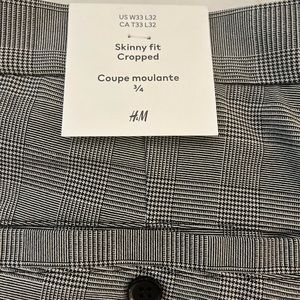 US W33 L32
CA T33 L32
Skinny fit
Cropped
Coupe moulante
3/4
H&M